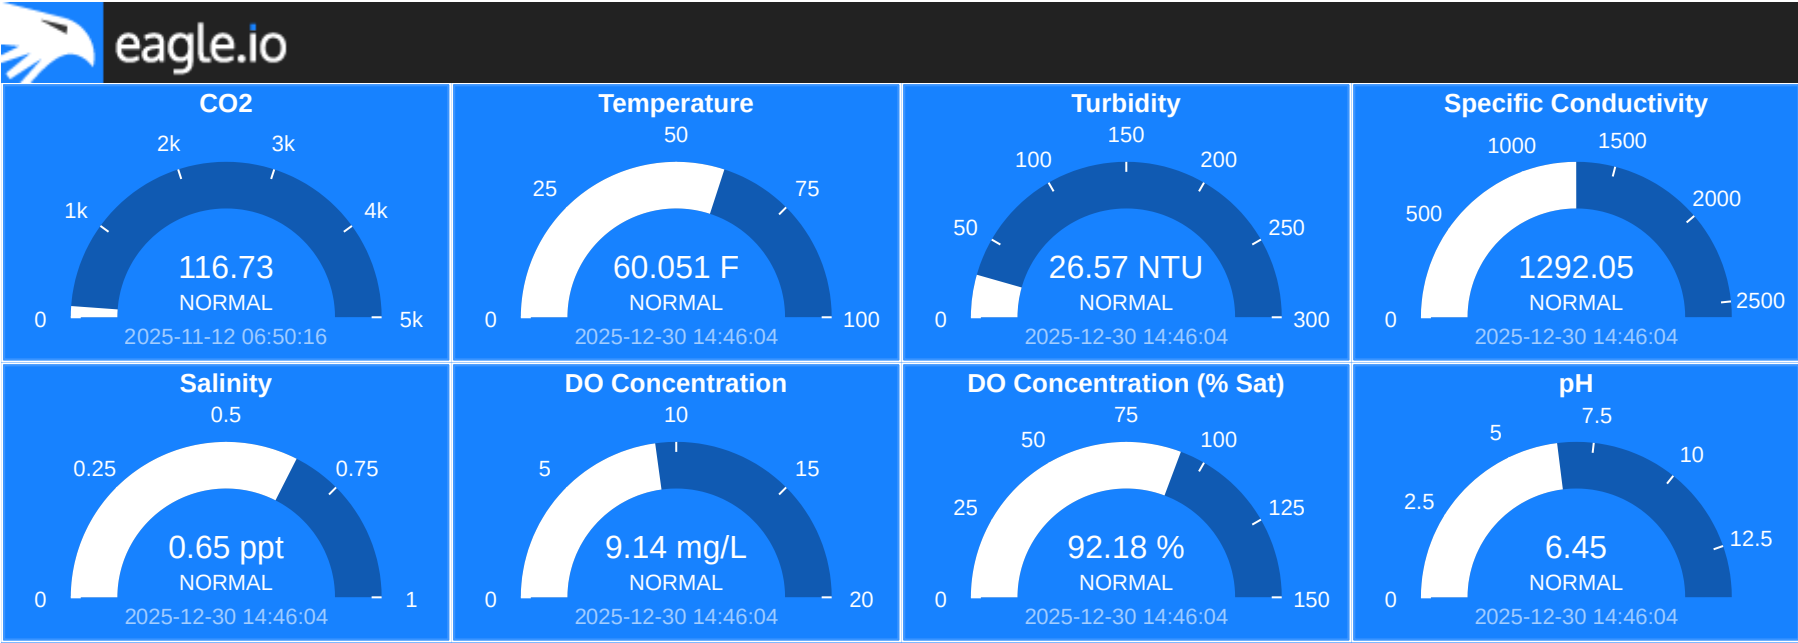 eagle.io
CO2
2k
3k
1k
4k
116.73
NORMAL
0
5k
2025-11-12 06:50:16
Temperature
50
25
75
60.051 F
NORMAL
0
100
2025-12-30 14:46:04
Turbidity
150
100
200
50
250
26.57 NTU
NORMAL
0
300
2025-12-30 14:46:04
Specific Conductivity
1000
1500
500
2000
1292.05
NORMAL
0
2500
2025-12-30 14:46:04
Salinity
0.5
0.25
0.75
0.65 ppt
NORMAL
0
1
2025-12-30 14:46:04
DO Concentration
10
5
15
9.14 mg/L
NORMAL
0
20
2025-12-30 14:46:04
DO Concentration (% Sat)
75
50
100
25
125
92.18 %
NORMAL
0
150
2025-12-30 14:46:04
pH
7.5
5
10
2.5
12.5
6.45
NORMAL
0
2025-12-30 14:46:04